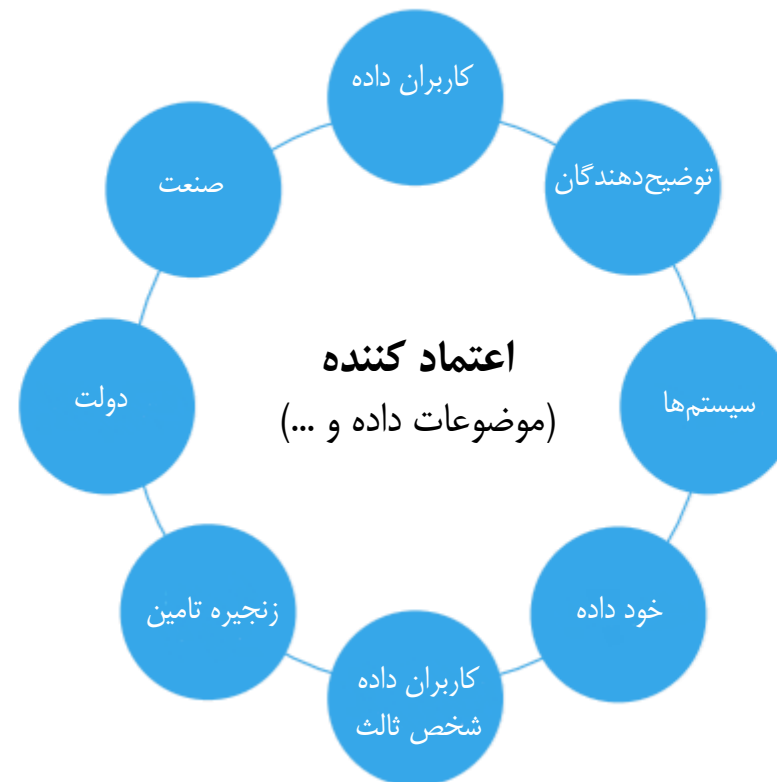 کاربران داده
توضیح‌دهندگان
صنعت
اعتماد کننده
(موضوعات داده و ...)
دولت
سیستم‌ها
زنجیره تامین
خود داده
کاربران داده
شخص ثالث